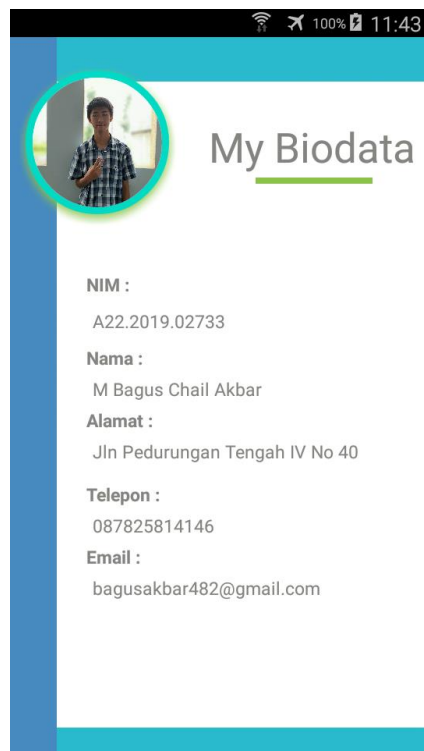 100% 11:43
My Biodata
NIM :
A22.2019.02733
Nama :
M Bagus Chail Akbar
Alamat :
Jln Pedurungan Tengah IV No 40
Telepon :
087825814146
Email :
bagusakbar482@gmail.com